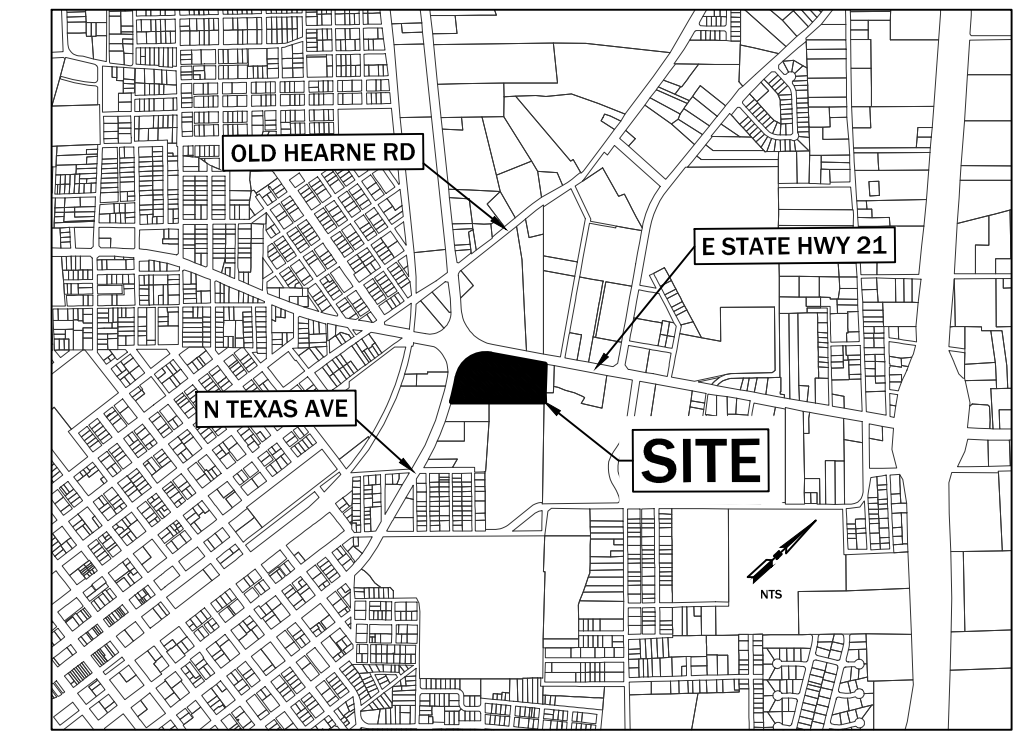 OLD HEARNE RD
E STATE HWY 21
N TEXAS AVE
SITE
NTS